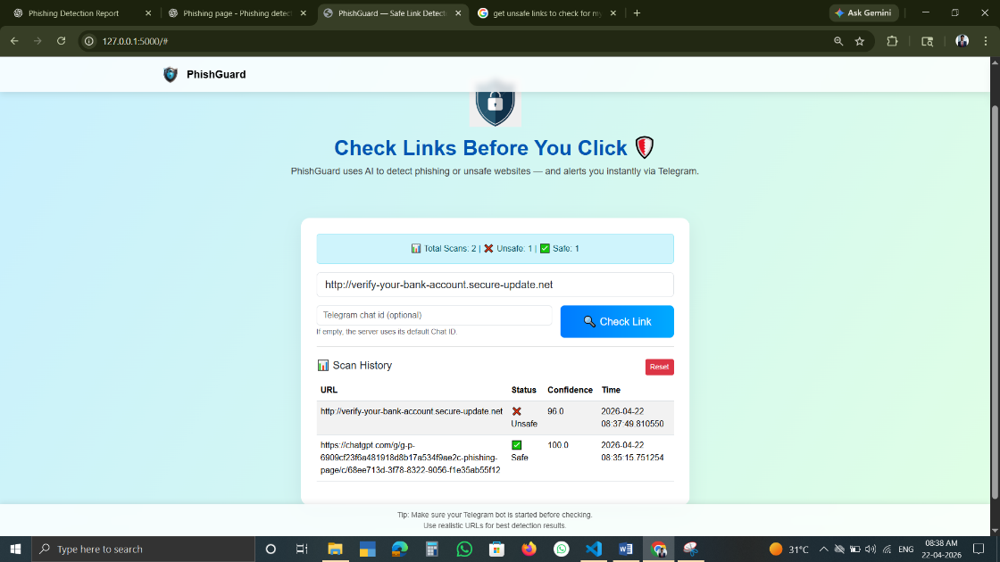 Phishing Detection Report
Phishing page - Phishing detect
PhishGuard — Safe Link Detecti
get unsafe links to check for my
Ask Gemini
127.0.0.1:5000/#
PhishGuard
Check Links Before You Click
PhishGuard uses AI to detect phishing or unsafe websites — and alerts you instantly via Telegram.
📊 Total Scans: 2 | ❌ Unsafe: 1 | ✅ Safe: 1
http://verify-your-bank-account.secure-update.net
Telegram chat id (optional)
🔍 Check Link
If empty, the server uses its default Chat ID.
📊 Scan History
Reset
URL Status Confidence Time
http://verify-your-bank-account.secure-update.net ❌ 96.0 2026-04-22
Unsafe 08:37:49.810550
https://chatgpt.com/g/g-p- ✅ 100.0 2026-04-22
6909cf23f6a481918d8b17a534f9ae2c-phishing- Safe 08:35:15.751254
page/c/68ee713d-3f78-8322-9056-f1e35ab55f12
Tip: Make sure your Telegram bot is started before checking.
Use realistic URLs for best detection results.
Type here to search
31°C
ENG
08:38 AM
22-04-2026